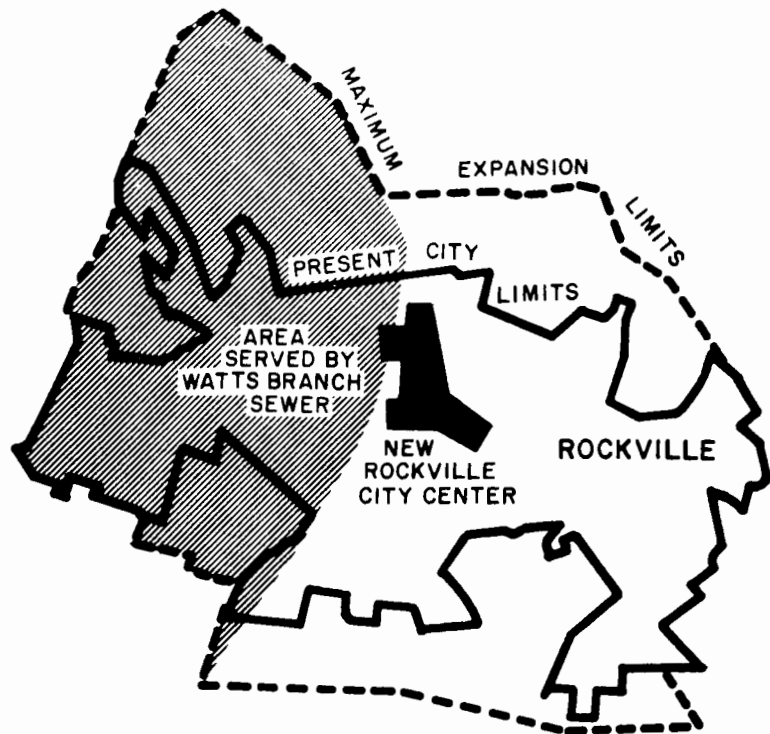 MAXIMUM
EXPANSION
LIMITS
PRESENT CITY
LIMITS
AREA
SERVED BY
WATTS BRANCH
SEWER
NEW
ROCKVILLE
CITY CENTER
ROCKVILLE